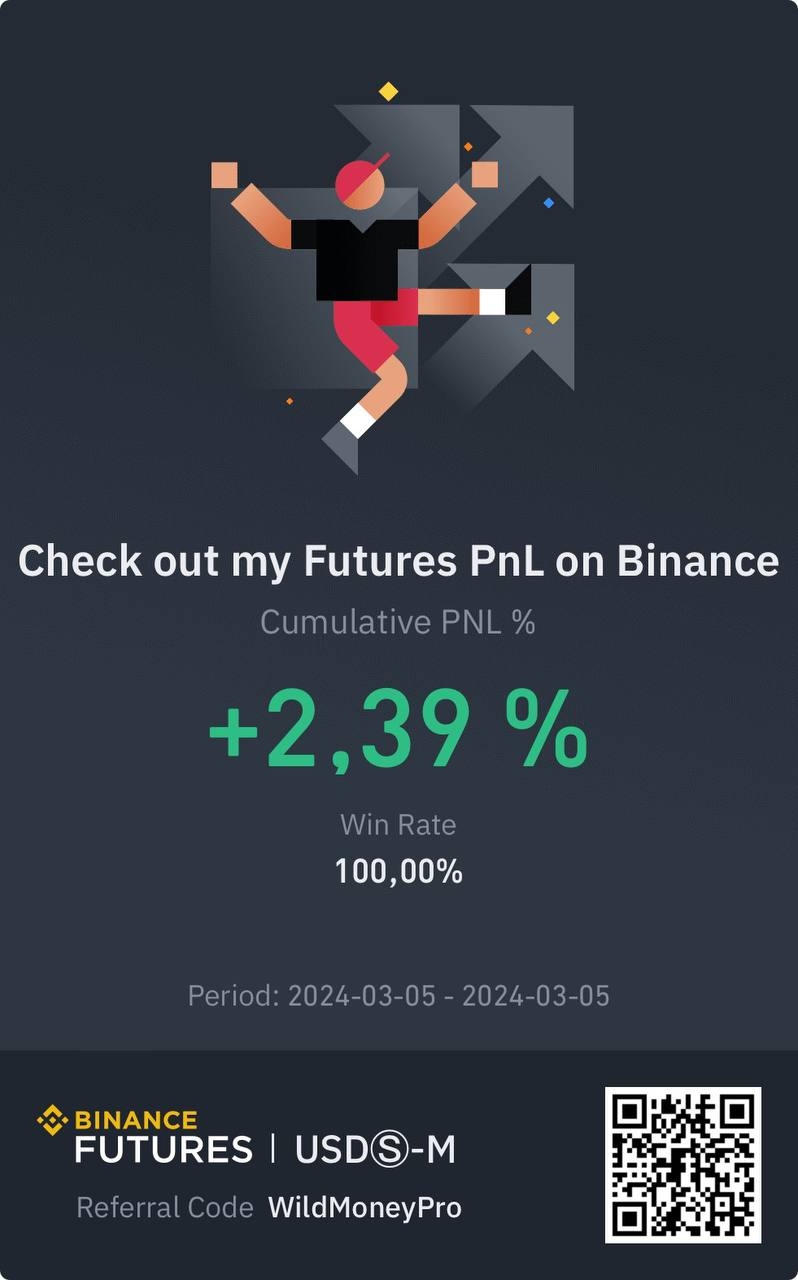 Check out my Futures PnL on Binance
Cumulative PNL %
+2,39 %
Win Rate
100,00%
Period: 2024-03-05 - 2024-03-05
BINANCE
FUTURES | USDⓈ-M
Referral Code WildMoneyPro